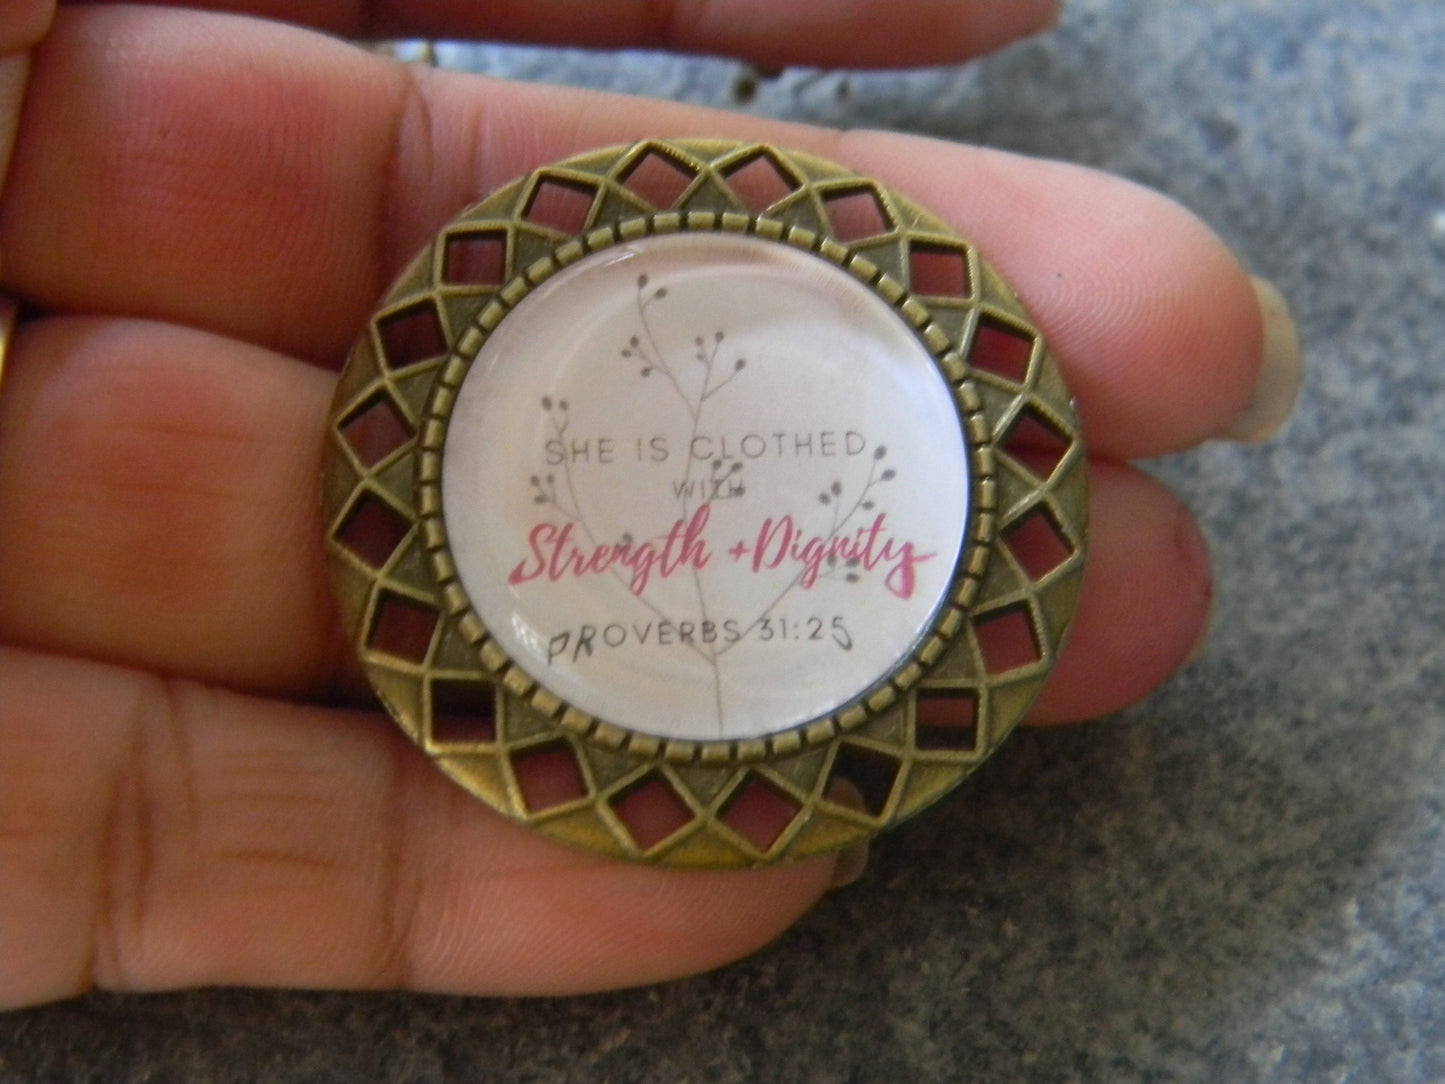 SHE IS CLOTHED
WITH
Strength + Dignity
PROVERBS 31:25